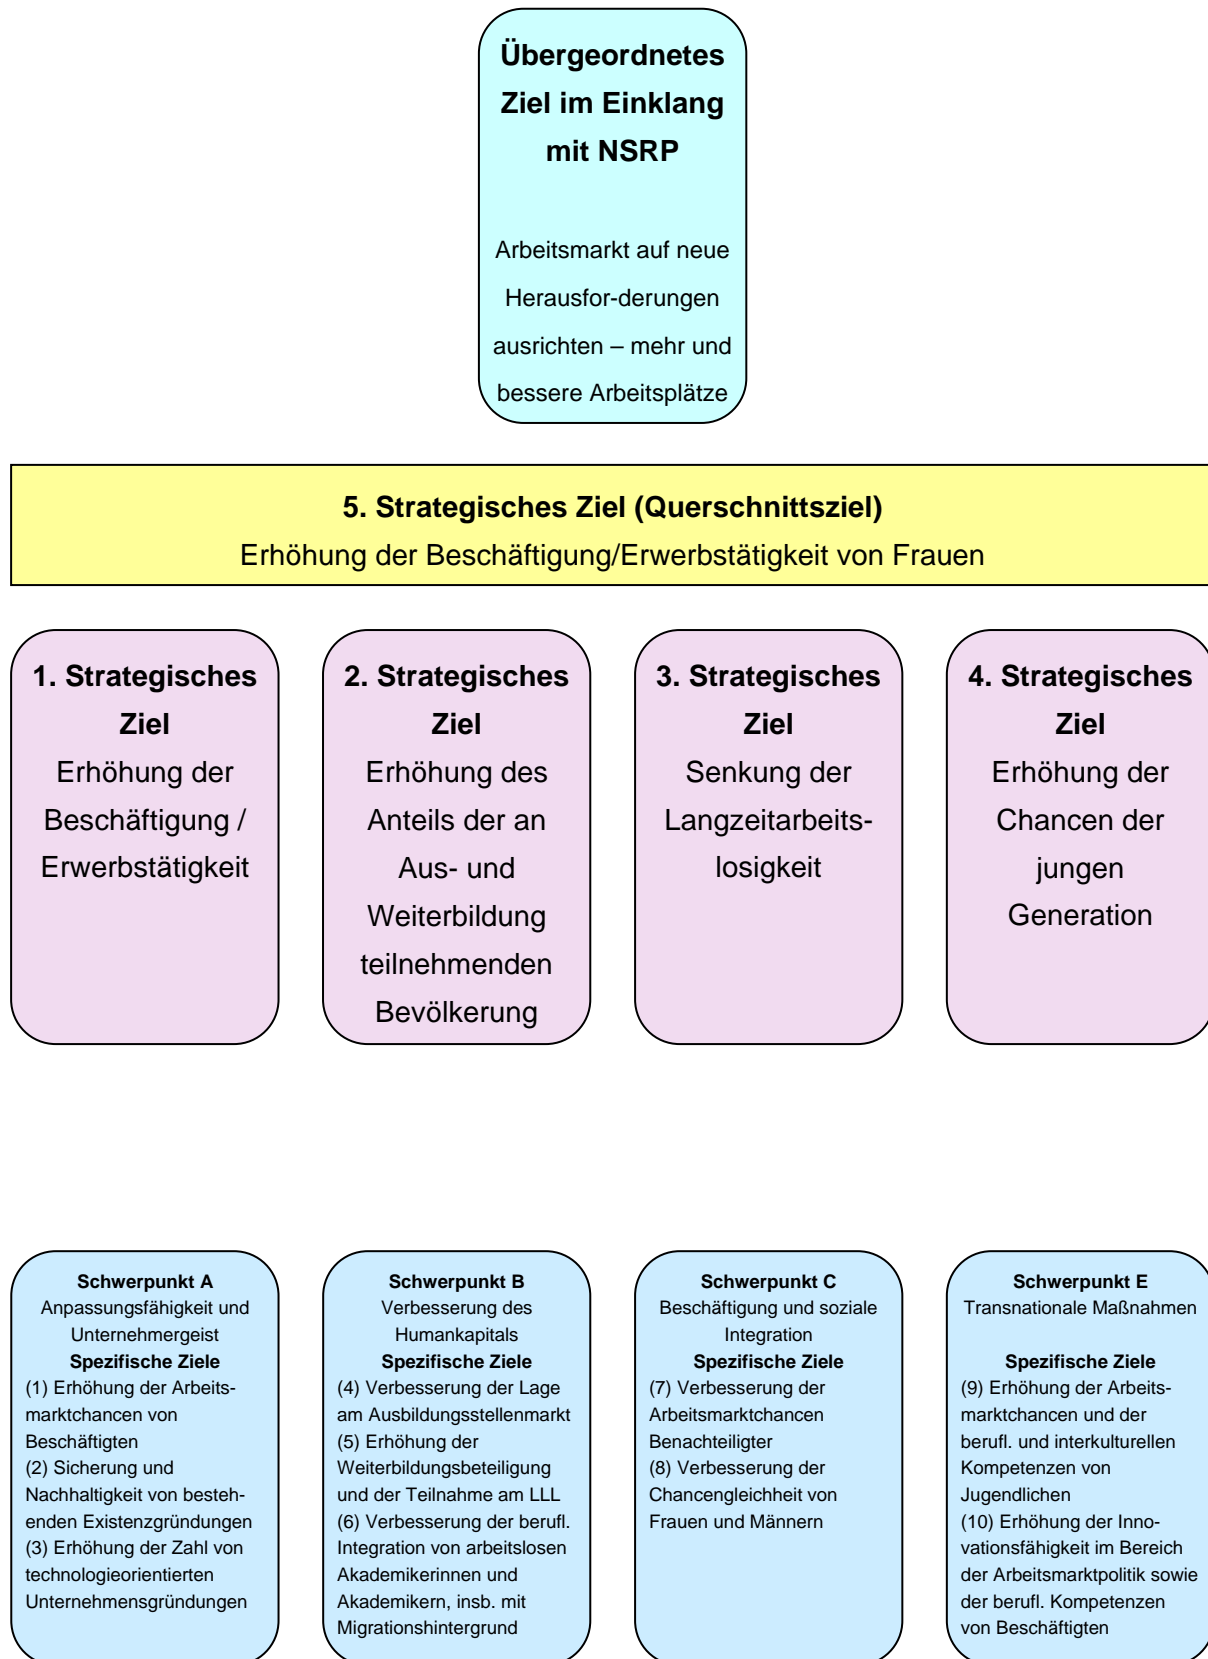 Übergeordnetes
Ziel im Einklang
mit NSRP
Arbeitsmarkt auf neue
Herausfor-derungen
ausrichten – mehr und
bessere Arbeitsplätze
5. Strategisches Ziel (Querschnittsziel)
Erhöhung der Beschäftigung/Erwerbstätigkeit von Frauen
1. Strategisches
Ziel
Erhöhung der
Beschäftigung /
Erwerbstätigkeit
2. Strategisches
Ziel
Erhöhung des
Anteils der an
Aus- und
Weiterbildung
teilnehmenden
Bevölkerung
3. Strategisches
Ziel
Senkung der
Langzeitarbeits-
losigkeit
4. Strategisches
Ziel
Erhöhung der
Chancen der
jungen
Generation
Schwerpunkt A
Anpassungsfähigkeit und
Unternehmergeist
Spezifische Ziele
(1) Erhöhung der Arbeits-
marktchancen von
Beschäftigten
(2) Sicherung und
Nachhaltigkeit von besteh-
enden Existenzgründungen
(3) Erhöhung der Zahl von
technologieorientierten
Unternehmensgründungen
Schwerpunkt B
Verbesserung des
Humankapitals
Spezifische Ziele
(4) Verbesserung der Lage
am Ausbildungsstellenmarkt
(5) Erhöhung der
Weiterbildungsbeteiligung
und der Teilnahme am LLL
(6) Verbesserung der berufl.
Integration von arbeitslosen
Akademikerinnen und
Akademikern, insb. mit
Migrationshintergrund
Schwerpunkt C
Beschäftigung und soziale
Integration
Spezifische Ziele
(7) Verbesserung der
Arbeitsmarktchancen
Benachteiligter
(8) Verbesserung der
Chancengleichheit von
Frauen und Männern
Schwerpunkt E
Transnationale Maßnahmen
Spezifische Ziele
(9) Erhöhung der Arbeits-
marktchancen und der
berufl. und interkulturellen
Kompetenzen von
Jugendlichen
(10) Erhöhung der Inno-
vationsfähigkeit im Bereich
der Arbeitsmarktpolitik sowie
der berufl. Kompetenzen
von Beschäftigten